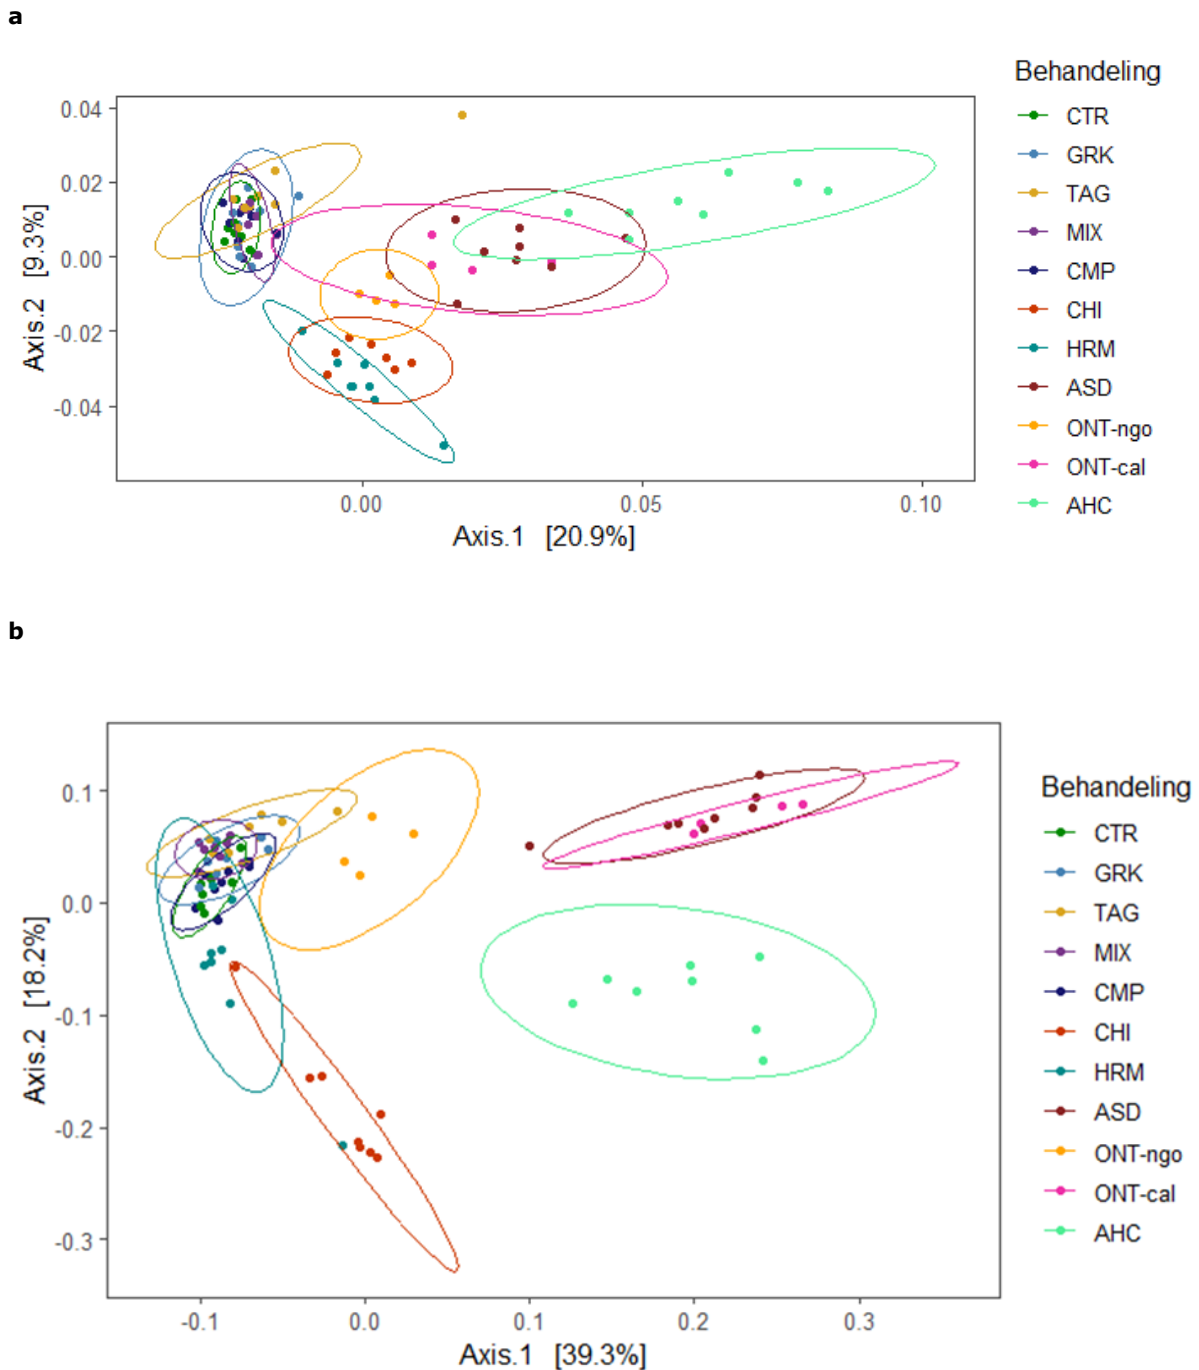 a
Behandeling
CTR
GRK
TAG
MIX
CMP
CHI
HRM
ASD
ONT-ngo
ONT-cal
AHC
0.04
0.02
0.00
-0.02
-0.04
Axis.2 [9.3%]
0.00 0.05 0.10
Axis.1 [20.9%]
b
Behandeling
CTR
GRK
TAG
MIX
CMP
CHI
HRM
ASD
ONT-ngo
ONT-cal
AHC
0.1
0.0
-0.1
-0.2
-0.3
Axis.2 [18.2%]
-0.1 0.0 0.1 0.2 0.3
Axis.1 [39.3%]